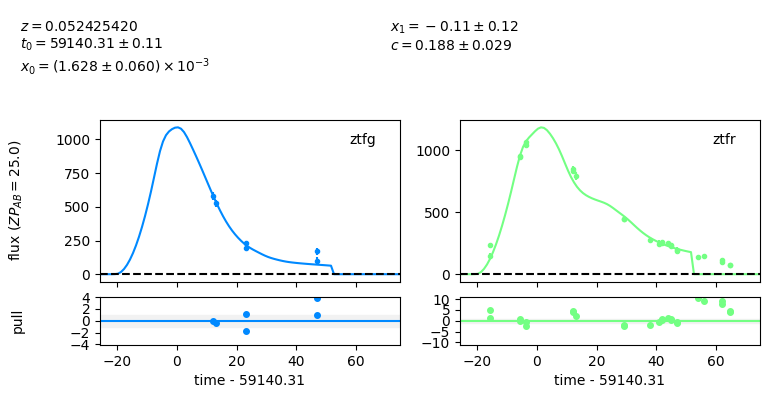 z = 0.052425420
t₀ = 59140.31 ± 0.11
x₀ = (1.628 ± 0.060) × 10⁻³
x₁ = −0.11 ± 0.12
c = 0.188 ± 0.029
ztfg
ztfr
flux (ZP_AB = 25.0)
1000
750
500
250
0
1000
500
0
pull
4
2
0
−2
−4
10
5
0
−5
−10
−20 0 20 40 60
−20 0 20 40 60
time - 59140.31
time - 59140.31